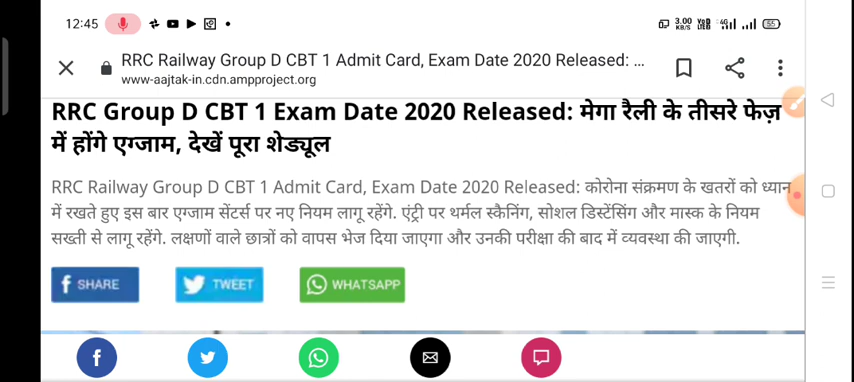 12:45
3.00 KB/S
4G
55
RRC Railway Group D CBT 1 Admit Card, Exam Date 2020 Released: ...
www-aajtak-in.cdn.ampproject.org
RRC Group D CBT 1 Exam Date 2020 Released: मेगा रैली के तीसरे फेज़
में होंगे एग्जाम, देखें पूरा शेड्यूल
RRC Railway Group D CBT 1 Admit Card, Exam Date 2020 Released: कोरोना संक्रमण के खतरों को ध्यान
में रखते हुए इस बार एग्जाम सेंटर्स पर नए नियम लागू रहेंगे. एंट्री पर थर्मल स्कैनिंग, सोशल डिस्टेंसिंग और मास्क के नियम
सख्ती से लागू रहेंगे. लक्षणों वाले छात्रों को वापस भेज दिया जाएगा और उनकी परीक्षा की बाद में व्यवस्था की जाएगी.
SHARE TWEET WHATSAPP